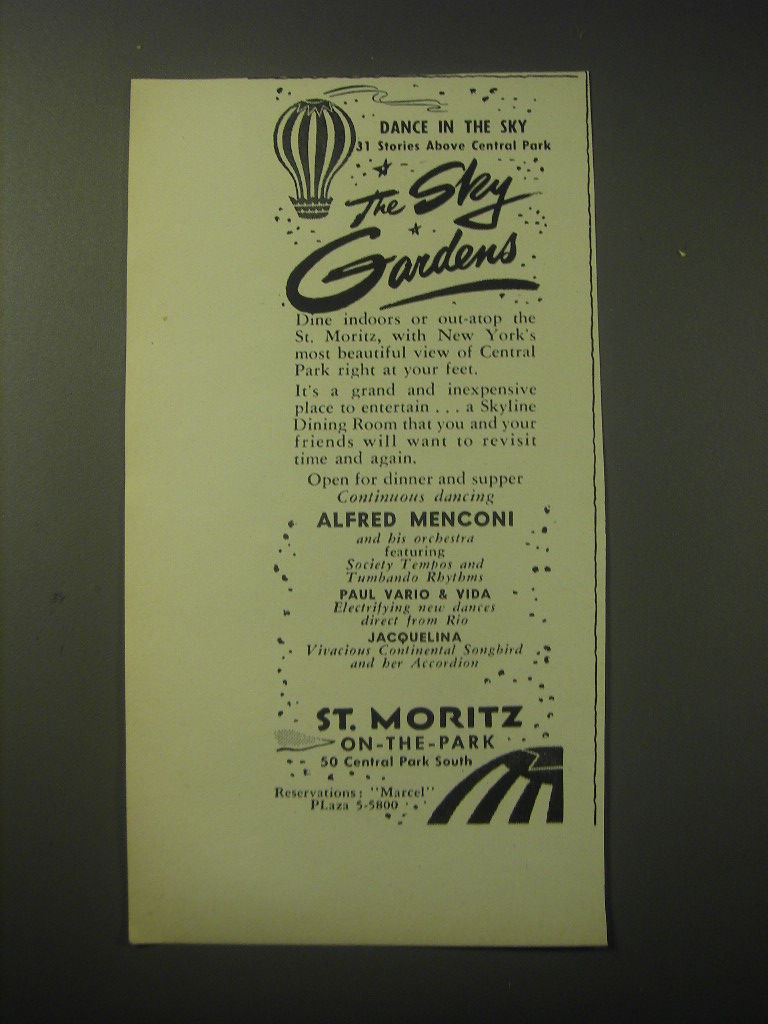 DANCE IN THE SKY
31 Stories Above Central Park
The Sky
Gardens
Dine indoors or out-atop the
St. Moritz, with New York's
most beautiful view of Central
Park right at your feet.
It's a grand and inexpensive
place to entertain . . . a Skyline
Dining Room that you and your
friends will want to revisit
time and again.
Open for dinner and supper
Continuous dancing
ALFRED MENCONI
and his orchestra
featuring
Society Tempos and
Tumbando Rhythms
PAUL VARIO & VIDA
Electrifying new dances
direct from Rio
JACQUELINA
Vivacious Continental Songbird
and her Accordion
ST. MORITZ
ON-THE-PARK
50 Central Park South
Reservations: "Marcel"
PLaza 5-5800